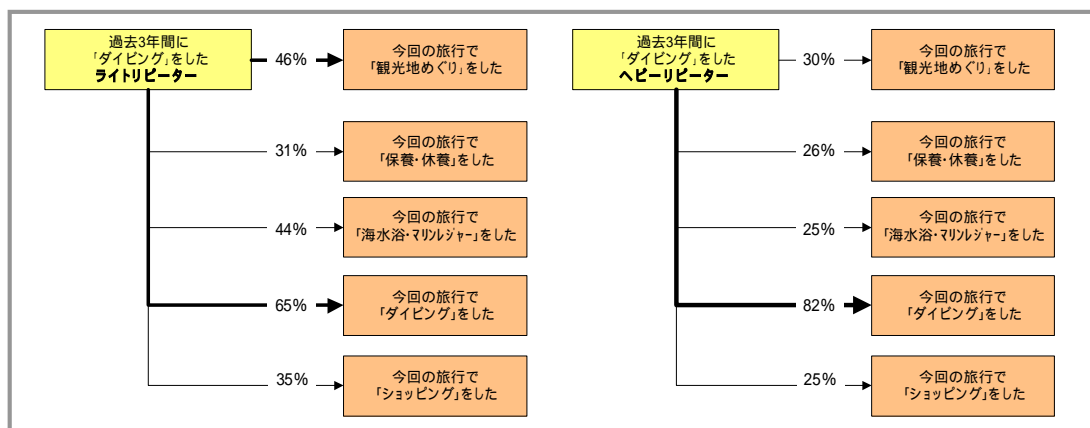 過去3年間に
「ダイビング」をした
ライトリピーター
46%
今回の旅行で
「観光地めぐり」をした
31%
今回の旅行で
「保養・休養」をした
44%
今回の旅行で
「海水浴・マリンレジャー」をした
65%
今回の旅行で
「ダイビング」をした
35%
今回の旅行で
「ショッピング」をした
過去3年間に
「ダイビング」をした
ヘビーリピーター
30%
今回の旅行で
「観光地めぐり」をした
26%
今回の旅行で
「保養・休養」をした
25%
今回の旅行で
「海水浴・マリンレジャー」をした
82%
今回の旅行で
「ダイビング」をした
25%
今回の旅行で
「ショッピング」をした